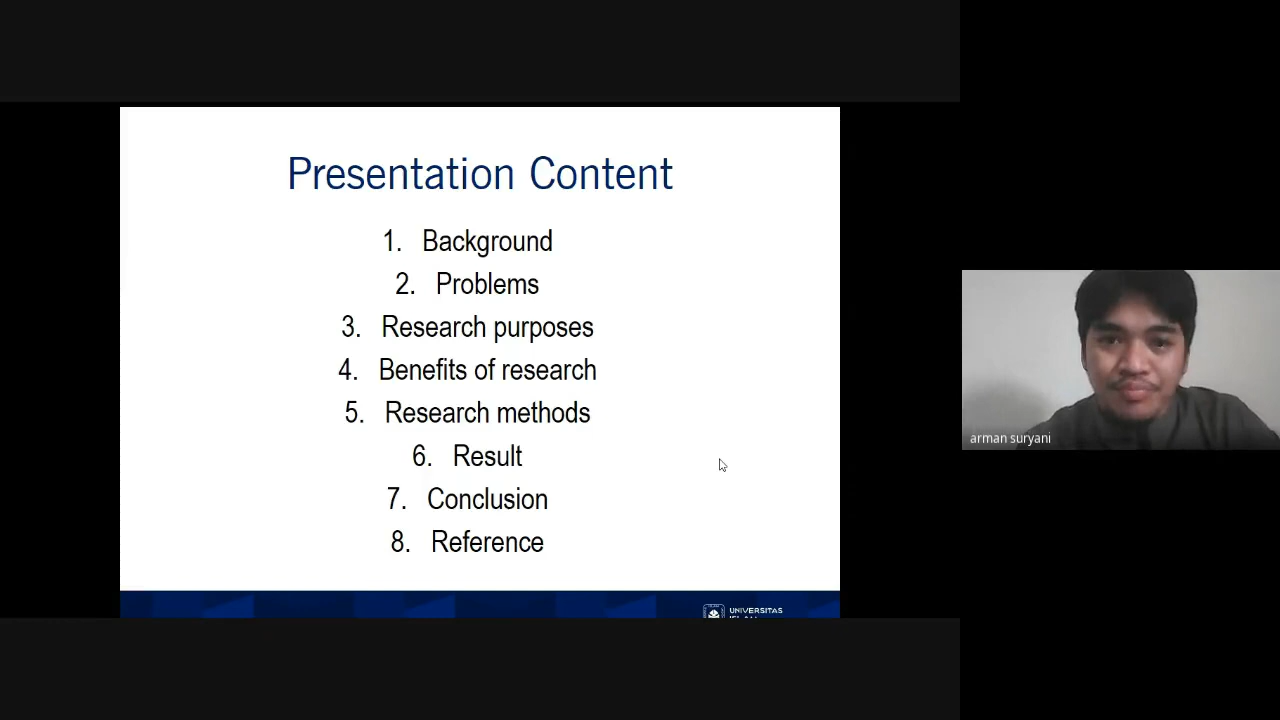 Presentation Content
1. Background
2. Problems
3. Research purposes
4. Benefits of research
5. Research methods
6. Result
7. Conclusion
8. Reference
UNIVERSITAS
arman suryani